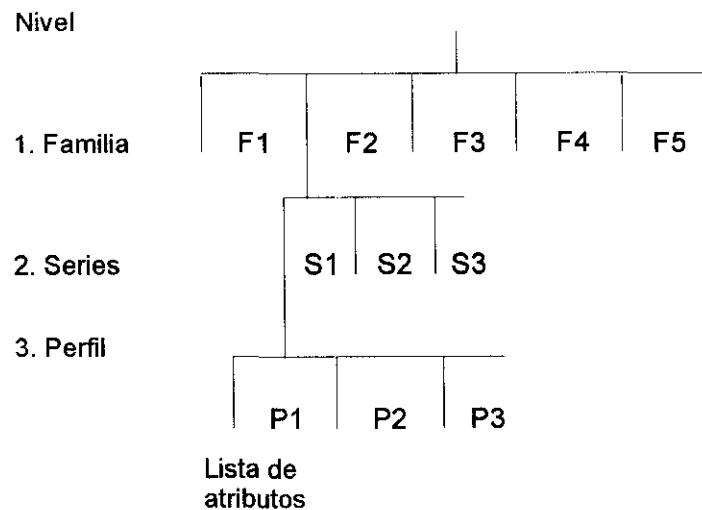 Nivel
1. Familia F1 F2 F3 F4 F5
2. Series S1 S2 S3
3. Perfil
P1 P2 P3
Lista de
atributos